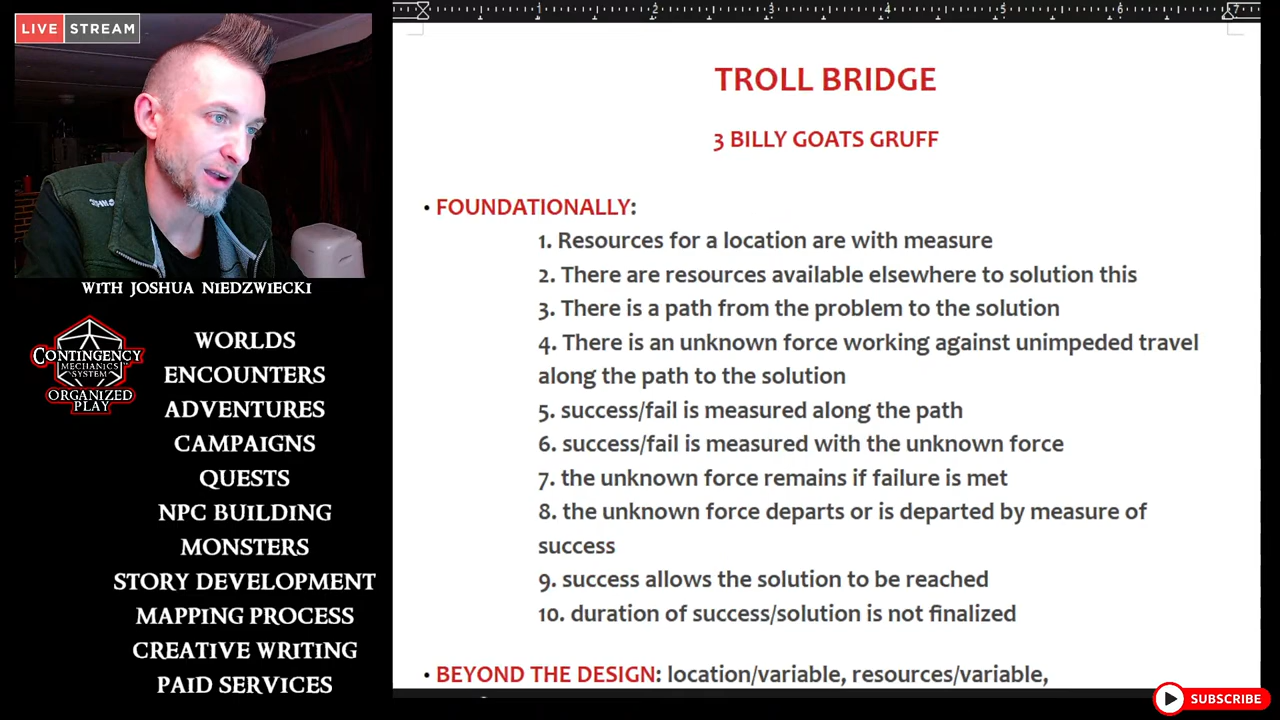 LIVE STREAM
WITH JOSHUA NIEDZWIECKI
CONTINGENCY
MECHANICS
SYSTEM
ORGANIZED
PLAY
WORLDS
ENCOUNTERS
ADVENTURES
CAMPAIGNS
QUESTS
NPC BUILDING
MONSTERS
STORY DEVELOPMENT
MAPPING PROCESS
CREATIVE WRITING
PAID SERVICES
1 2 3 4 5 6 7
TROLL BRIDGE
3 BILLY GOATS GRUFF
• FOUNDATIONALLY:
1. Resources for a location are with measure
2. There are resources available elsewhere to solution this
3. There is a path from the problem to the solution
4. There is an unknown force working against unimpeded travel
along the path to the solution
5. success/fail is measured along the path
6. success/fail is measured with the unknown force
7. the unknown force remains if failure is met
8. the unknown force departs or is departed by measure of
success
9. success allows the solution to be reached
10. duration of success/solution is not finalized
• BEYOND THE DESIGN: location/variable, resources/variable,
SUBSCRIBE